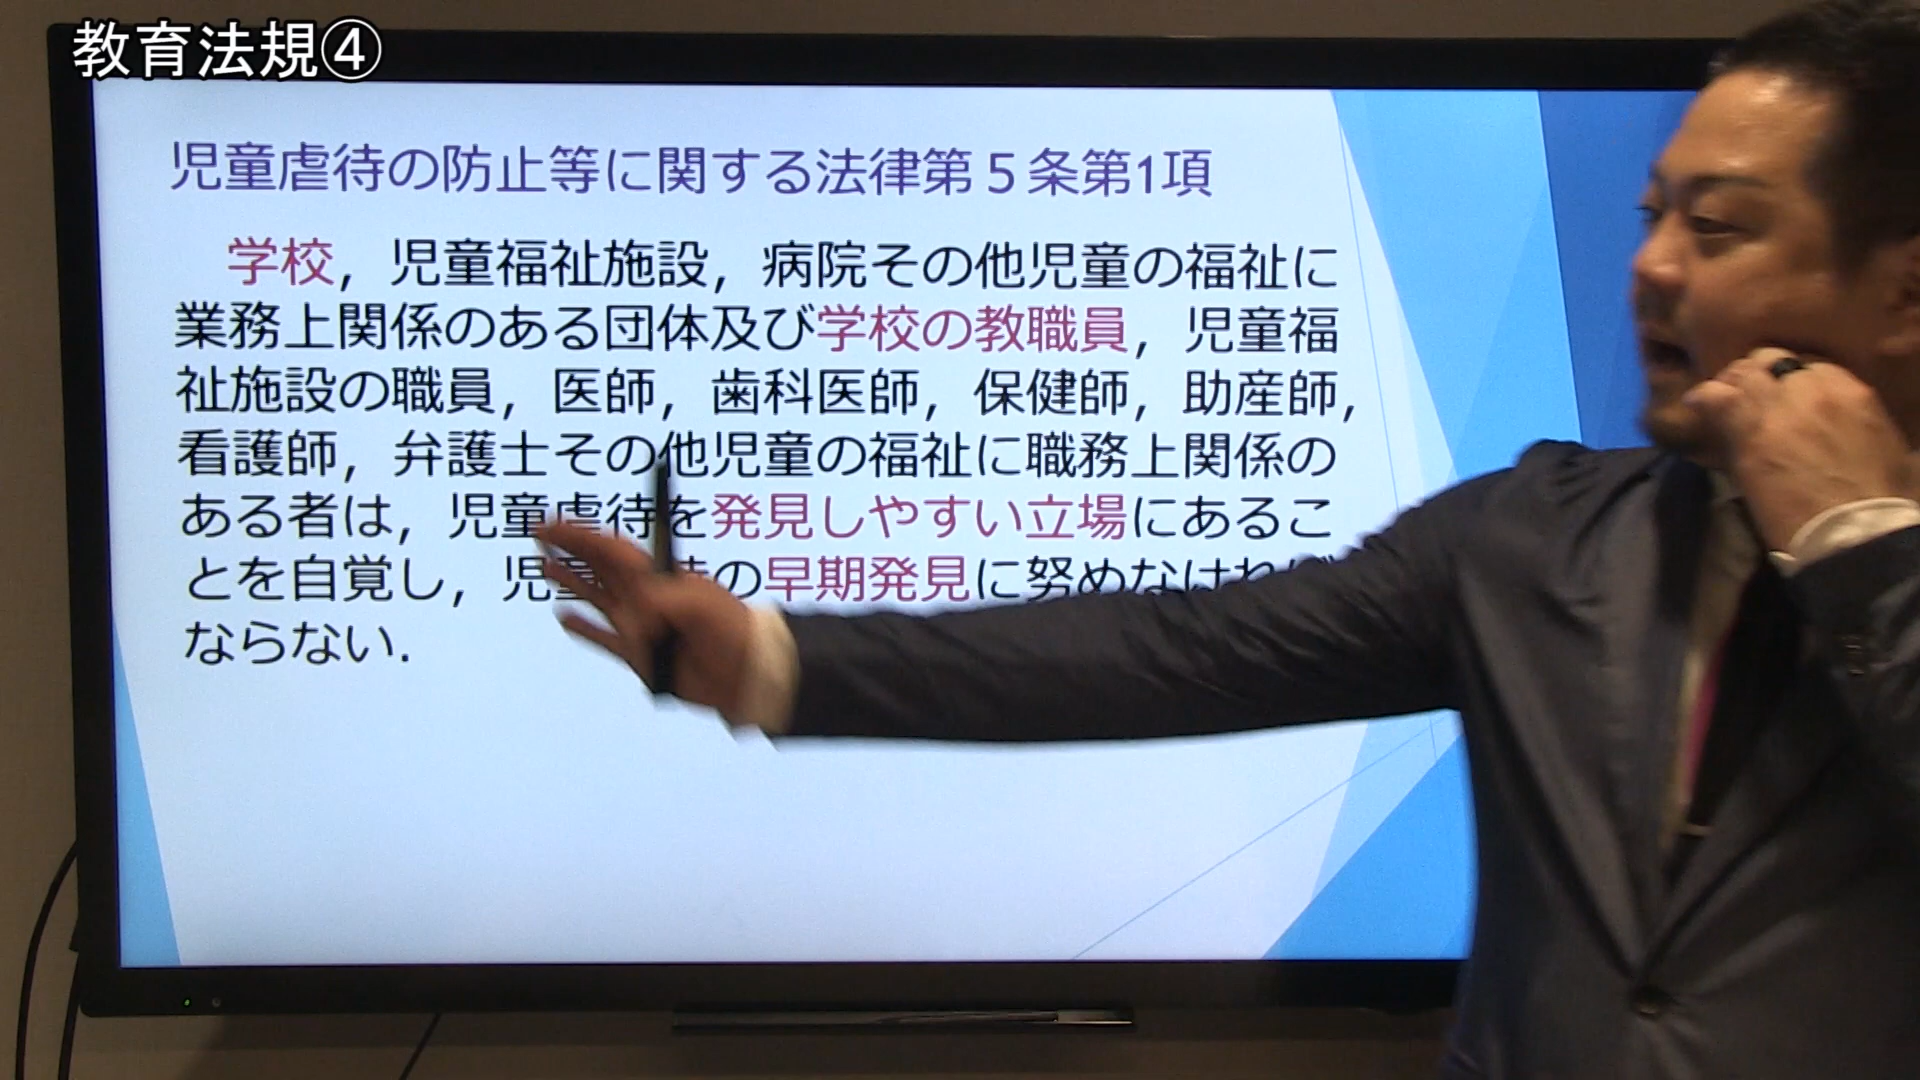 教育法規④
児童虐待の防止等に関する法律第５条第1項
学校，児童福祉施設，病院その他児童の福祉に
業務上関係のある団体及び学校の教職員，児童福
祉施設の職員，医師，歯科医師，保健師，助産師，
看護師，弁護士その他児童の福祉に職務上関係の
ある者は，児童虐待を発見しやすい立場にあるこ
とを自覚し，児童 の早期発見に努めなければ
ならない．